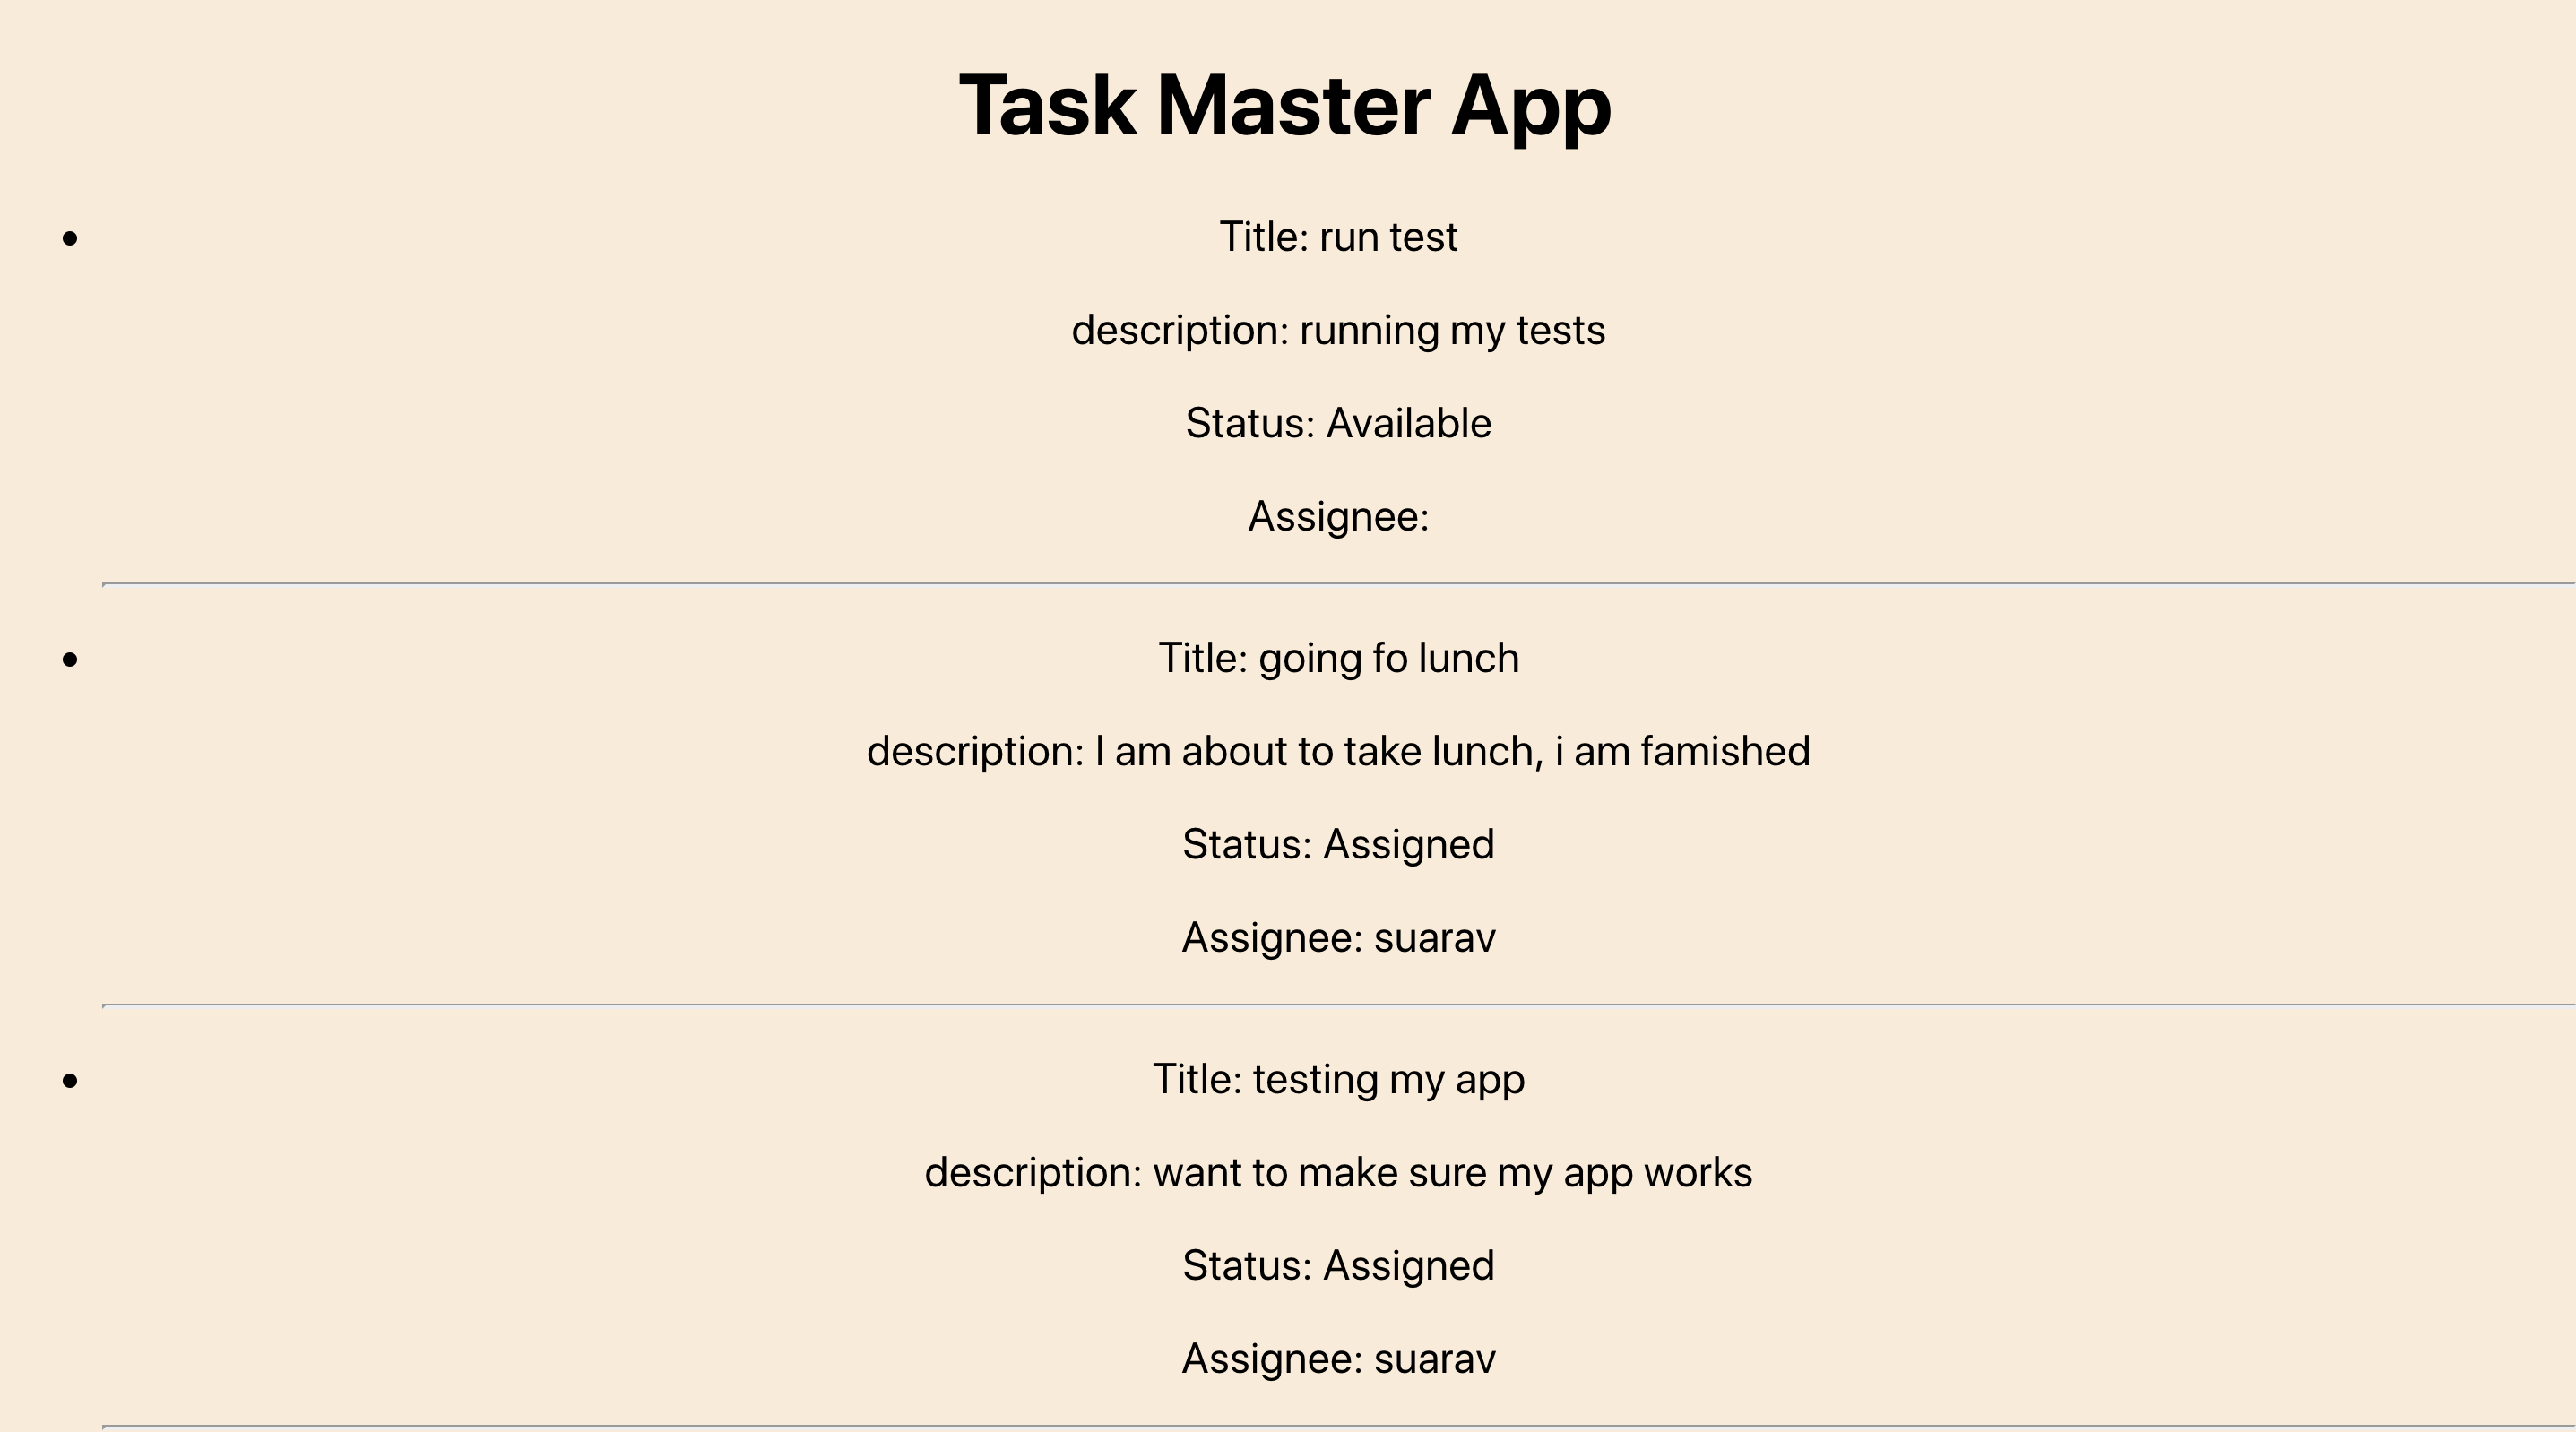 Task Master App
Title: run test
description: running my tests
Status: Available
Assignee:
Title: going fo lunch
description: I am about to take lunch, i am famished
Status: Assigned
Assignee: suarav
Title: testing my app
description: want to make sure my app works
Status: Assigned
Assignee: suarav